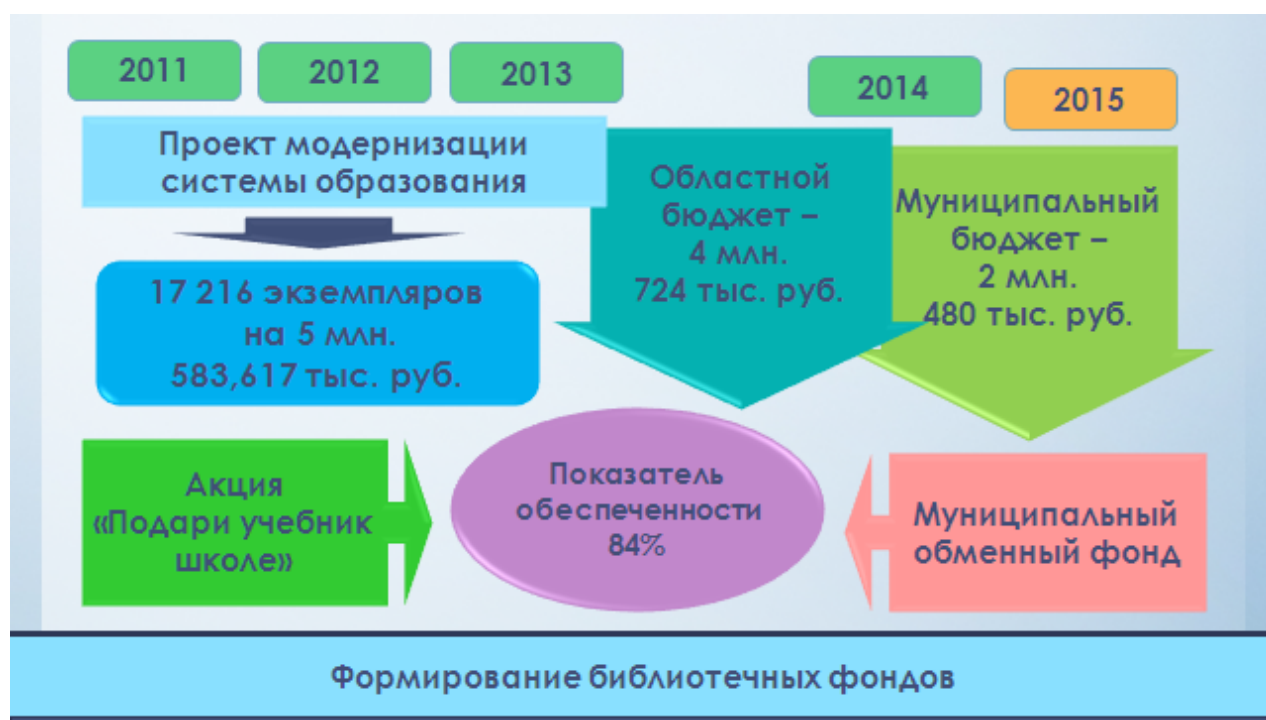 2011
2012
2013
2014
2015
Проект модернизации
системы образования
17 216 экземпляров
на 5 млн.
583,617 тыс. руб.
Областной
бюджет –
4 млн.
724 тыс. руб.
Муниципальный
бюджет –
2 млн.
480 тыс. руб.
Акция
«Подари учебник
школе»
Показатель
обеспеченности
84%
Муниципальный
обменный фонд
Формирование библиотечных фондов